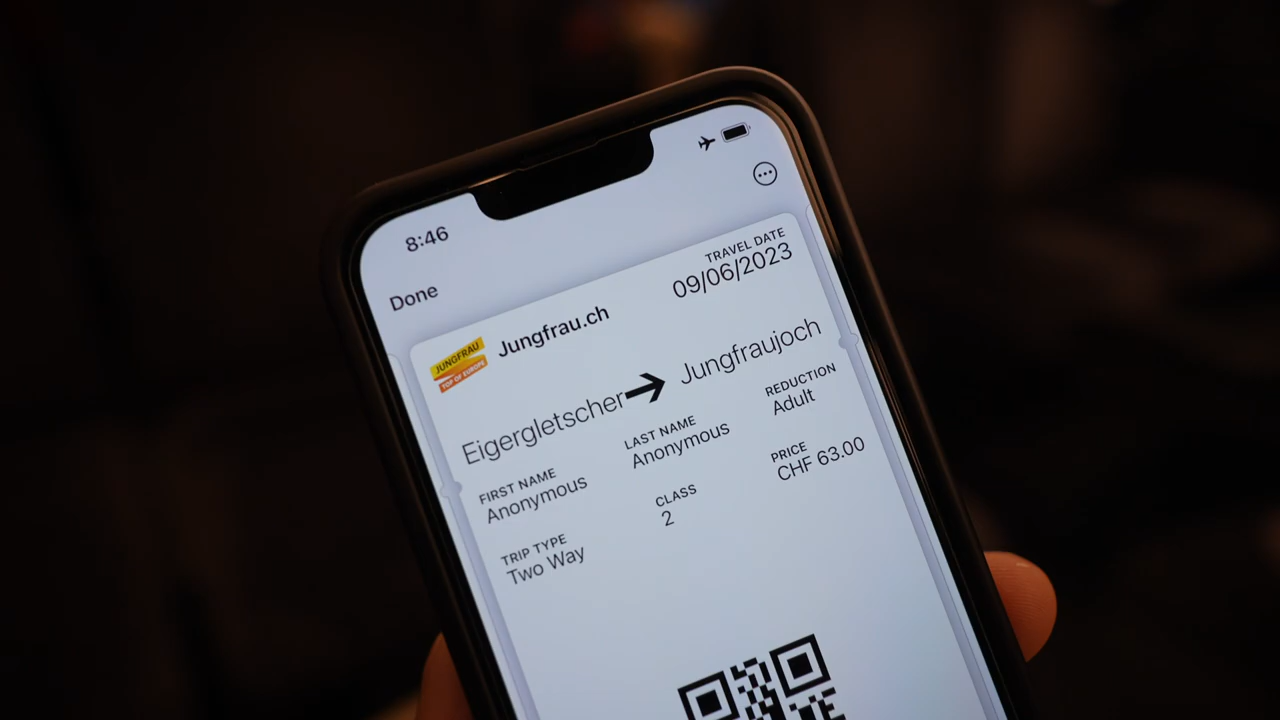 8:46
Done
JUNGFRAU
TOP OF EUROPE
Jungfrau.ch
TRAVEL DATE
09/06/2023
Eigergletscher → Jungfraujoch
FIRST NAME
Anonymous
LAST NAME
Anonymous
REDUCTION
Adult
TRIP TYPE
Two Way
CLASS
2
PRICE
CHF 63.00